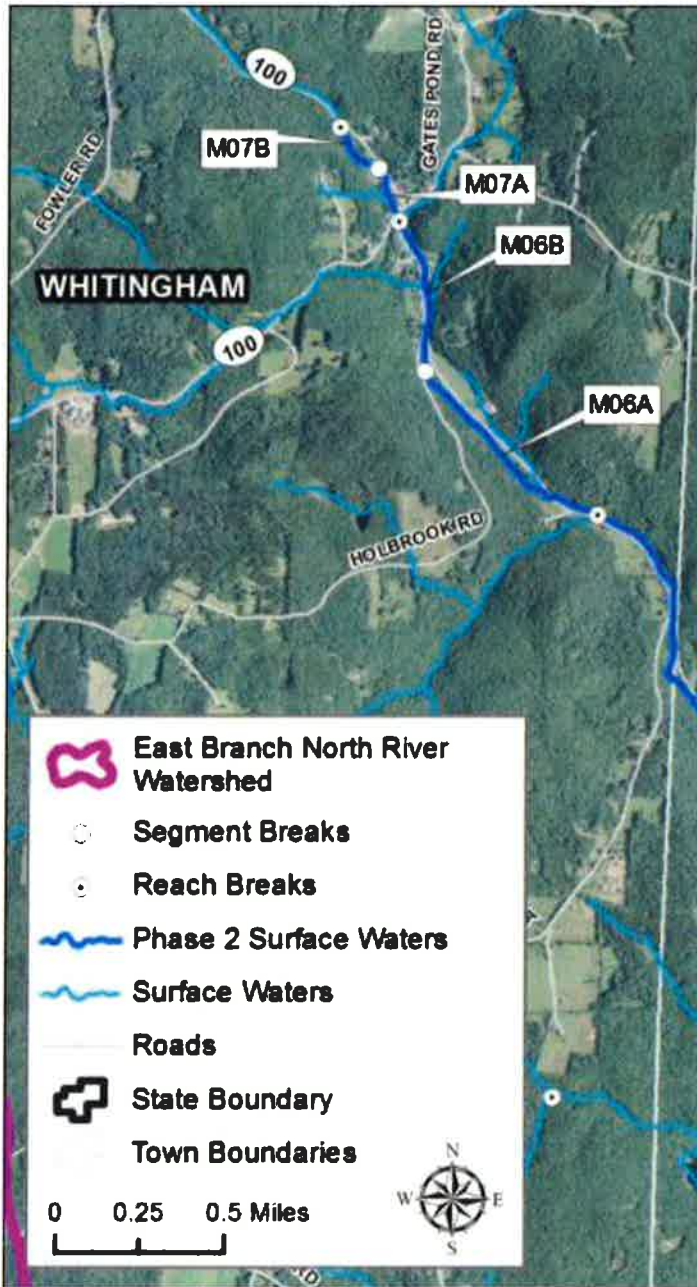 100
GATES POND RD
M07B
FOWLER RD
M07A
M06B
WHITINGHAM
100
M06A
HOLBROOK RD
East Branch North River
Watershed
Segment Breaks
Reach Breaks
Phase 2 Surface Waters
Surface Waters
Roads
State Boundary
Town Boundaries
N
W
E
S
0 0.25 0.5 Miles
RD